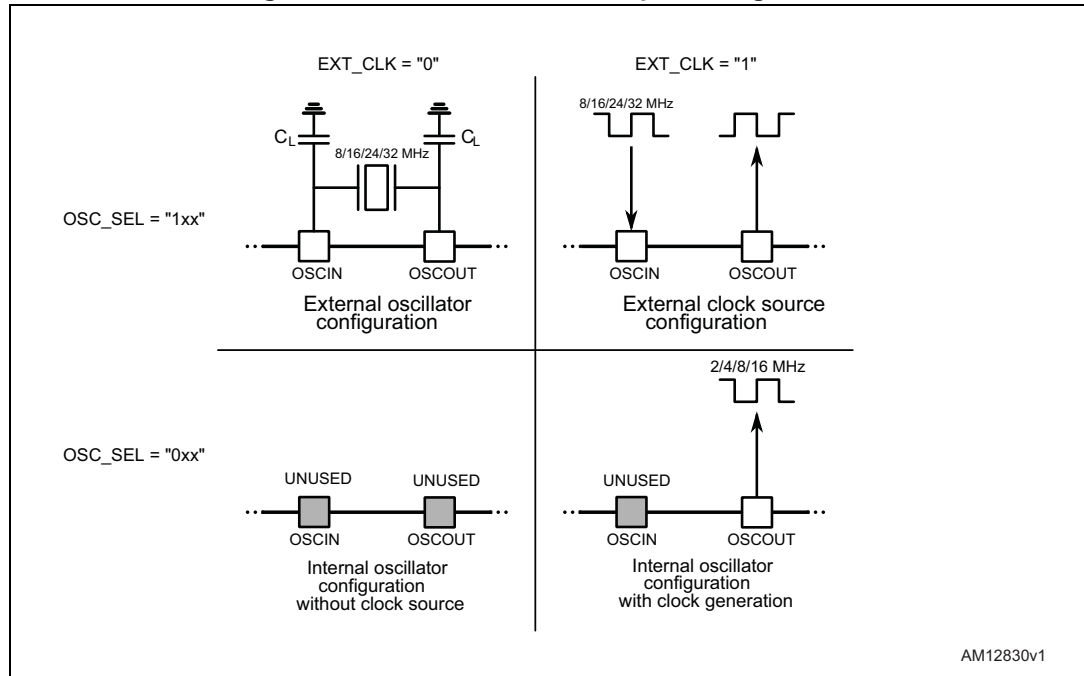 EXT_CLK = "0"
EXT_CLK = "1"
8/16/24/32 MHz
CL
CL
8/16/24/32 MHz
OSC_SEL = "1xx"
OSCIN
OSCOUT
OSCIN
OSCOUT
External oscillator
configuration
External clock source
configuration
2/4/8/16 MHz
OSC_SEL = "0xx"
UNUSED
UNUSED
UNUSED
OSCIN
OSCOUT
OSCIN
OSCOUT
Internal oscillator
configuration
without clock source
Internal oscillator
configuration
with clock generation
AM12830v1